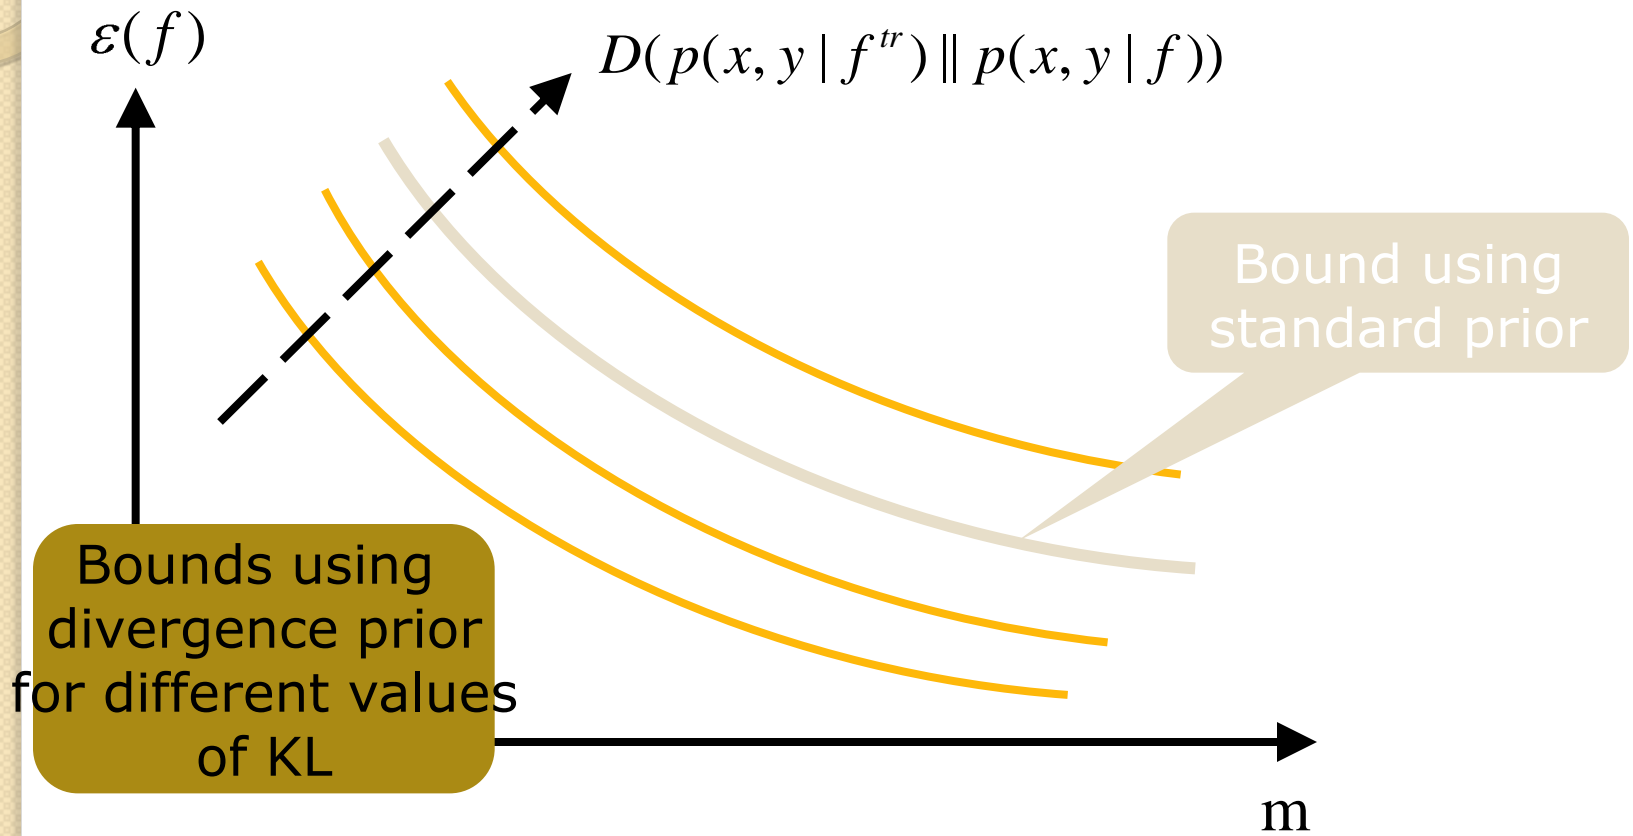 ε(f)
D(p(x, y | f^tr) || p(x, y | f))
Bound using
standard prior
Bounds using
divergence prior
for different values
of KL
m